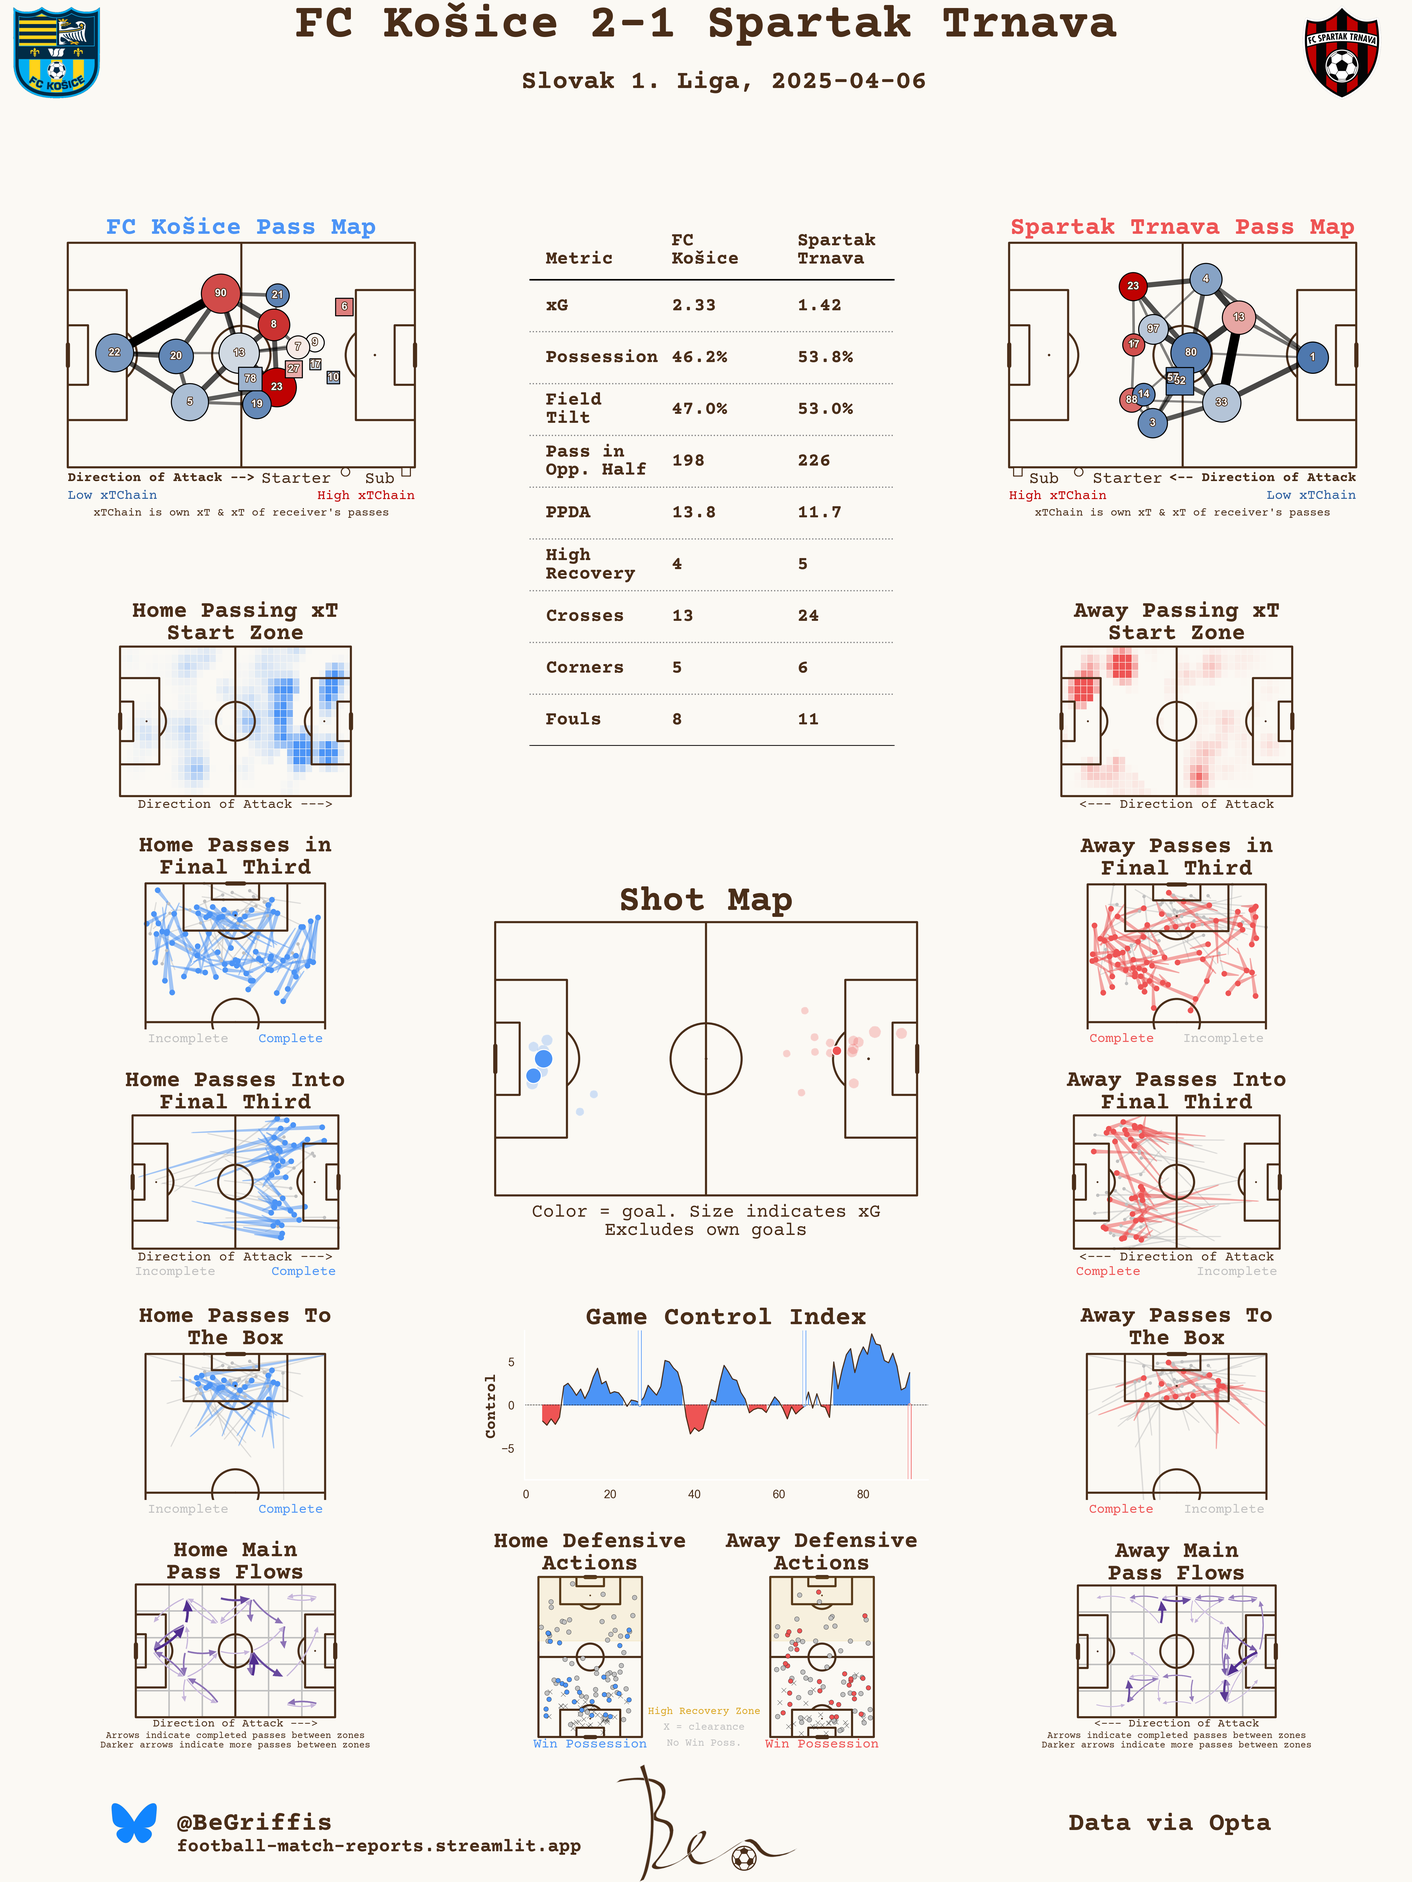 FC Košice 2-1 Spartak Trnava
Slovak 1. Liga, 2025-04-06
FC KOŠICE
FC SPARTAK TRNAVA
FC Košice Pass Map
90
21
6
8
22
20
13
7
9
27
17
10
78
23
5
19
Direction of Attack --> Starter Sub
Low xTChain High xTChain
xTChain is own xT & xT of receiver's passes
Metric FC Košice Spartak Trnava
xG 2.33 1.42
Possession 46.2% 53.8%
Field Tilt 47.0% 53.0%
Pass in Opp. Half 198 226
PPDA 13.8 11.7
High Recovery 4 5
Crosses 13 24
Corners 5 6
Fouls 8 11
Spartak Trnava Pass Map
4
23
13
97
17
80
1
57
52
88
14
33
3
Sub Starter <-- Direction of Attack
High xTChain Low xTChain
xTChain is own xT & xT of receiver's passes
Home Passing xT
Start Zone
Direction of Attack --->
Away Passing xT
Start Zone
<--- Direction of Attack
Home Passes in
Final Third
Incomplete Complete
Away Passes in
Final Third
Complete Incomplete
Shot Map
Color = goal. Size indicates xG
Excludes own goals
Home Passes Into
Final Third
Direction of Attack --->
Incomplete Complete
Away Passes Into
Final Third
<--- Direction of Attack
Complete Incomplete
Home Passes To
The Box
Incomplete Complete
Game Control Index
Control
5
0
−5
0 20 40 60 80
Away Passes To
The Box
Complete Incomplete
Home Main
Pass Flows
Direction of Attack --->
Arrows indicate completed passes between zones
Darker arrows indicate more passes between zones
Home Defensive
Actions
Win Possession
Away Defensive
Actions
Win Possession
High Recovery Zone
X = clearance
No Win Poss.
Away Main
Pass Flows
<--- Direction of Attack
Arrows indicate completed passes between zones
Darker arrows indicate more passes between zones
@BeGriffis
football-match-reports.streamlit.app
Ben
Data via Opta